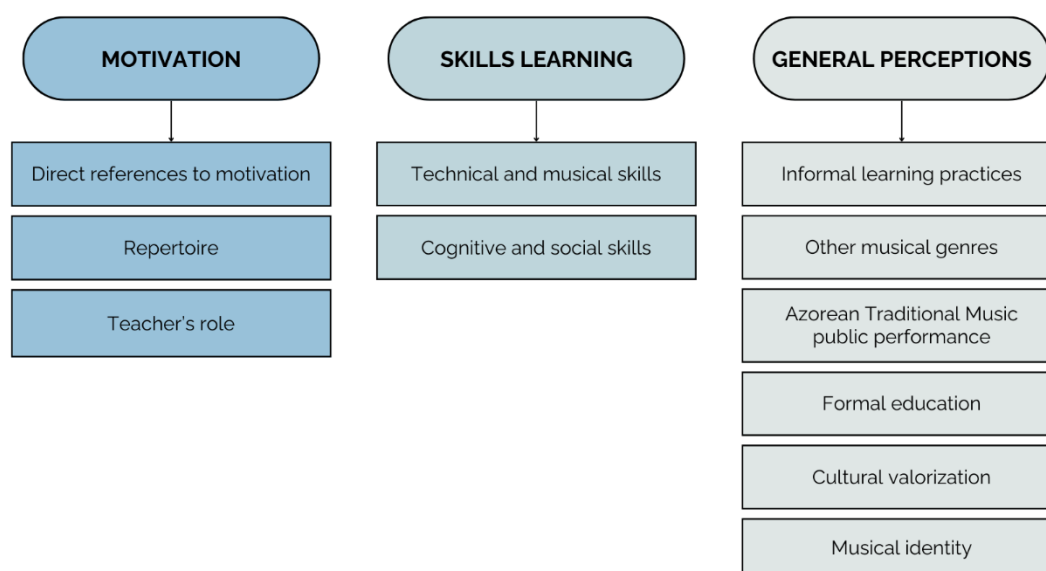 MOTIVATION
Direct references to motivation
Repertoire
Teacher's role
SKILLS LEARNING
Technical and musical skills
Cognitive and social skills
GENERAL PERCEPTIONS
Informal learning practices
Other musical genres
Azorean Traditional Music
public performance
Formal education
Cultural valorization
Musical identity